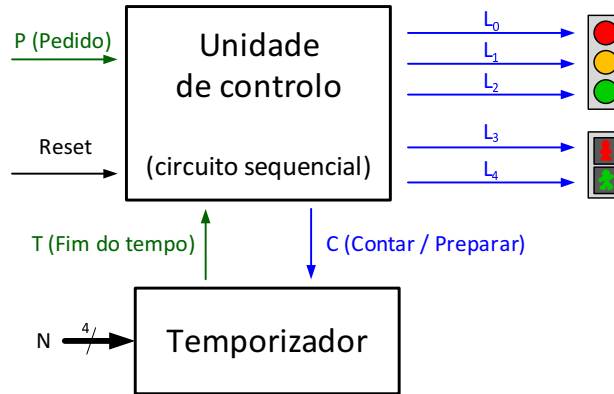 P (Pedido)
Reset
Unidade
de controlo
(circuito sequencial)
L0
L1
L2
L3
L4
T (Fim do tempo)
C (Contar / Preparar)
N
4
Temporizador